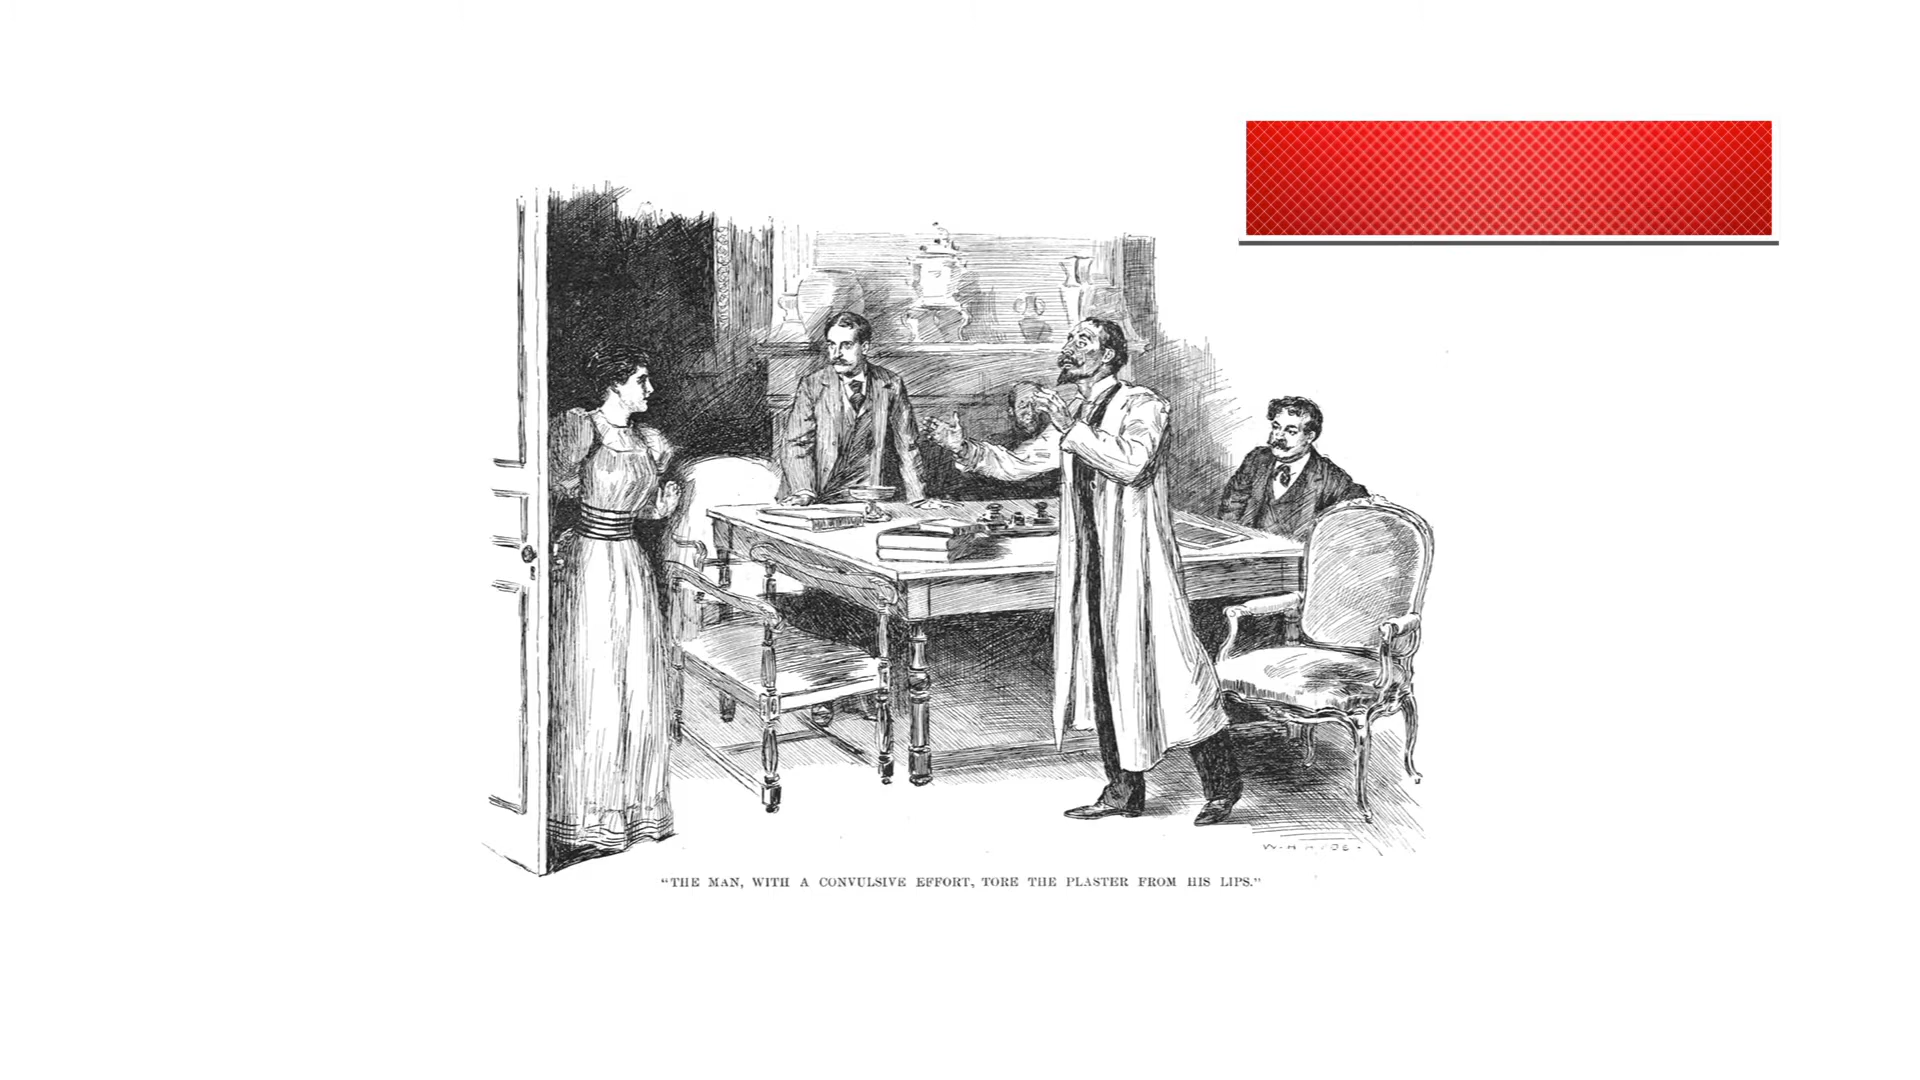 “THE MAN, WITH A CONVULSIVE EFFORT, TORE THE PLASTER FROM HIS LIPS.”